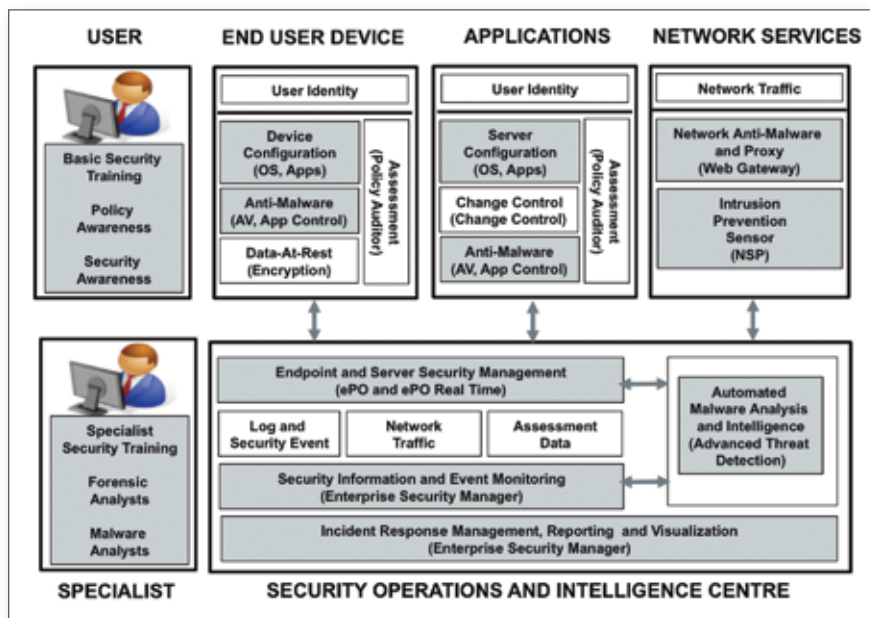 USER
END USER DEVICE
APPLICATIONS
NETWORK SERVICES
Basic Security
Training
Policy
Awareness
Security
Awareness
User Identity
Device
Configuration
(OS, Apps)
Anti-Malware
(AV, App Control)
Data-At-Rest
(Encryption)
Assessment
(Policy Auditor)
User Identity
Server
Configuration
(OS, Apps)
Change Control
(Change Control)
Anti-Malware
(AV, App Control)
Assessment
(Policy Auditor)
Network Traffic
Network Anti-Malware
and Proxy
(Web Gateway)
Intrusion
Prevention
Sensor
(NSP)
Specialist
Security Training
Forensic
Analysts
Malware
Analysts
Endpoint and Server Security Management
(ePO and ePO Real Time)
Log and
Security Event
Network
Traffic
Assessment
Data
Security Information and Event Monitoring
(Enterprise Security Manager)
Automated
Malware Analysis
and Intelligence
(Advanced Threat
Detection)
Incident Response Management, Reporting and Visualization
(Enterprise Security Manager)
SPECIALIST
SECURITY OPERATIONS AND INTELLIGENCE CENTRE